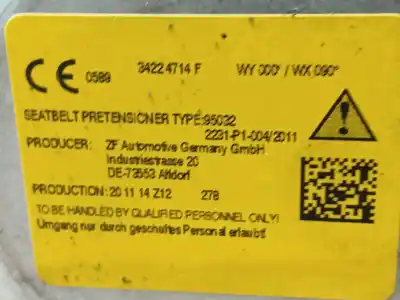 CE 0589 34224714 F WY 000° / WX 090°
SEATBELT PRETENSIONER TYPE:95032
2231-P1-004/2011
PRODUCER: ZF Automotive Germany GmbH
Industriestrasse 20
DE-73553 Alfdorf
PRODUCTION: 20 11 14 Z12 278
TO BE HANDLED BY QUALIFIED PERSONNEL ONLY!
Umgang nur durch geschultes Personal erlaubt!